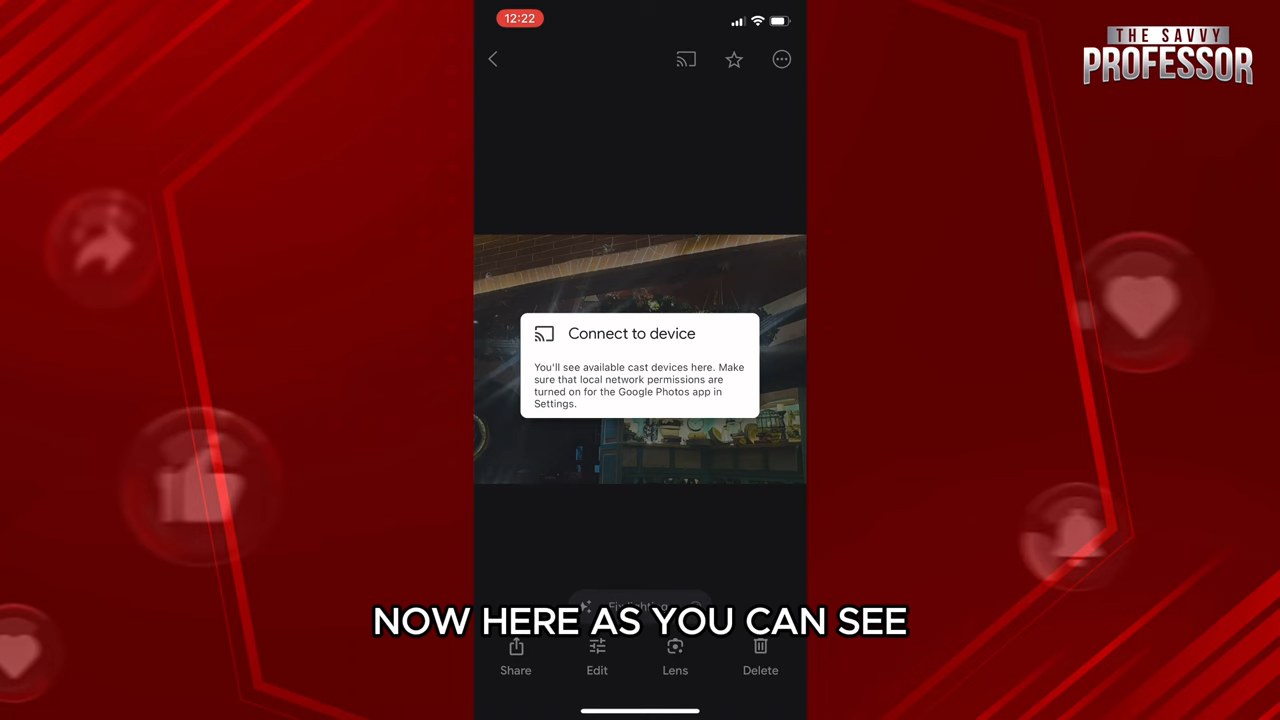 12:22
THE SAVVY
PROFESSOR
Connect to device
You'll see available cast devices here. Make
sure that local network permissions are
turned on for the Google Photos app in
Settings.
NOW HERE AS YOU CAN SEE
Share
Edit
Lens
Delete